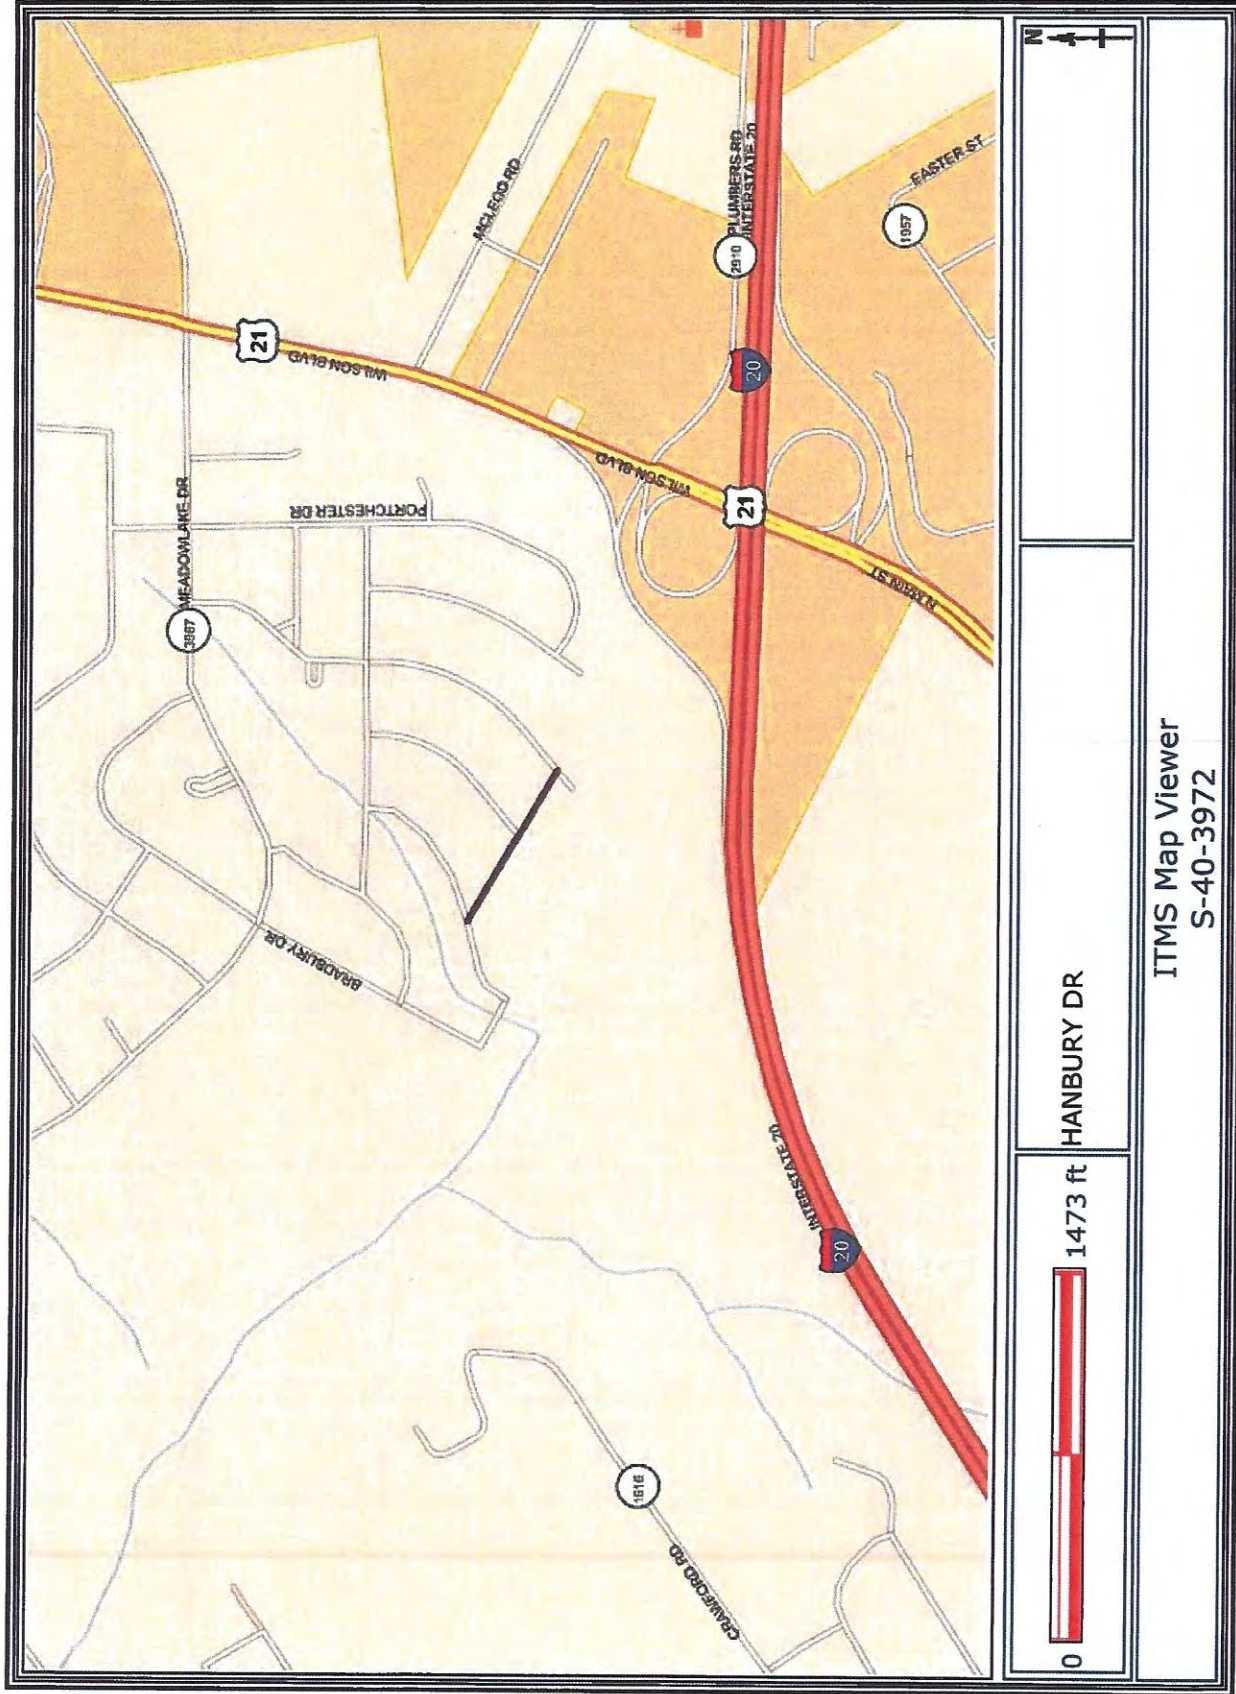 MEADOWLAKE DR
3967
PORTCHESTER DR
BRADBURY DR
21
WILSON BLVD
MCLEOD RD
WILSON BLVD
21
N MAIN ST
20
2910
PLUMBERS RD
INTERSTATE 20
1957
EASTER ST
INTERSTATE 20
20
1616
CRAWFORD RD
0
1473 ft
HANBURY DR
N
ITMS Map Viewer
S-40-3972